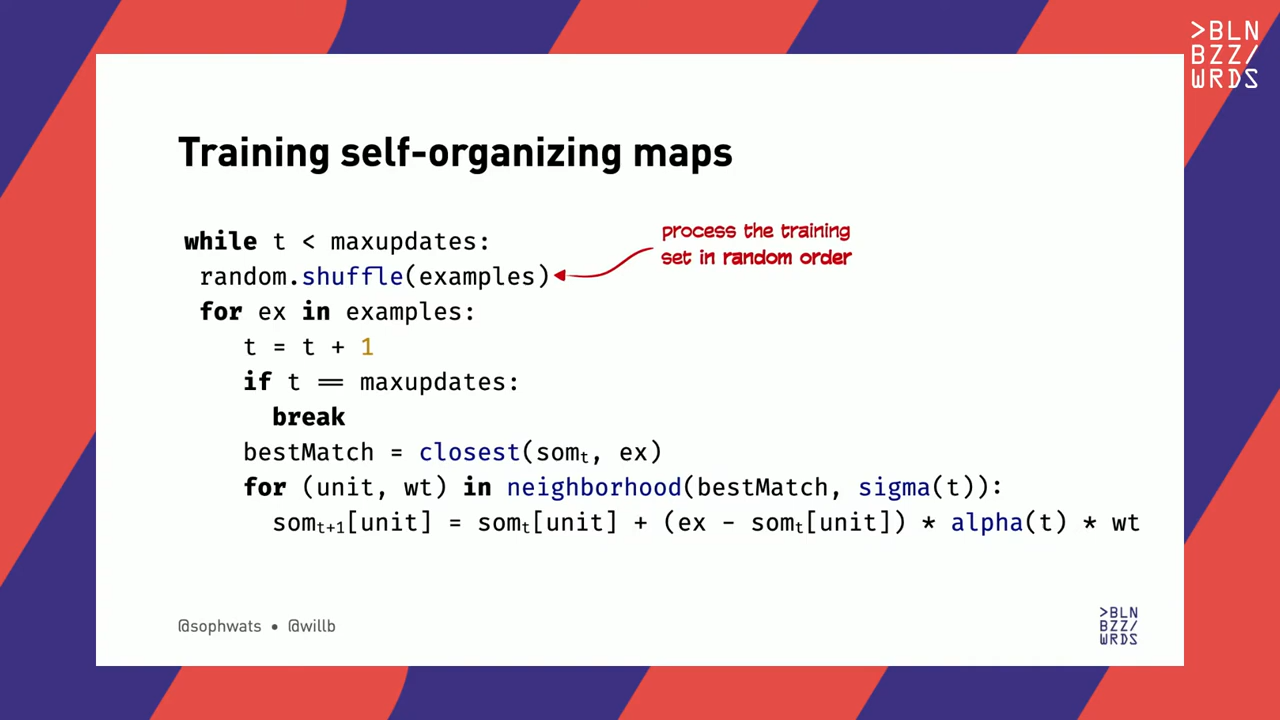 >BLN
BZZ/
WRDS
Training self-organizing maps
process the training
set in random order
while t < maxupdates:
random.shuffle(examples)
for ex in examples:
t = t + 1
if t == maxupdates:
break
bestMatch = closest(somₜ, ex)
for (unit, wt) in neighborhood(bestMatch, sigma(t)):
somₜ₊₁[unit] = somₜ[unit] + (ex - somₜ[unit]) * alpha(t) * wt
@sophwats • @willb
>BLN
BZZ/
WRDS